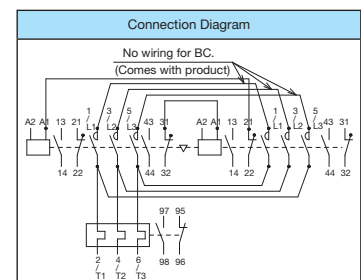 Connection Diagram
No wiring for BC.
(Comes with product)
1/L1 3/L2 5/L3 1/L1 3/L2 5/L3
A2 A1 13 21 43 31 A2 A1 13 21 43 31
14 22 44 32 14 22 44 32
97 95
2/T1 4/T2 6/T3 98 96